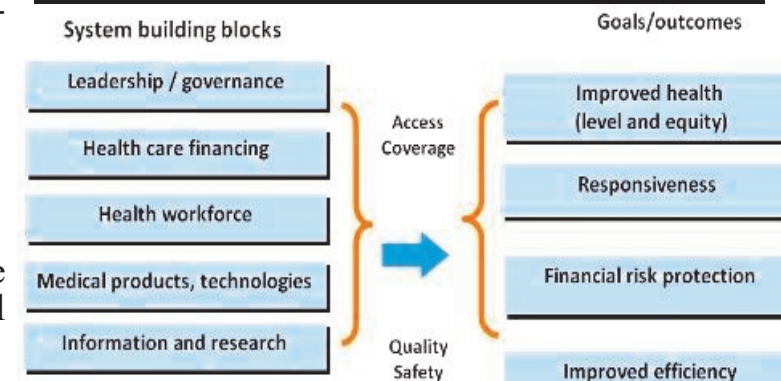 System building blocks
Leadership / governance
Health care financing
Health workforce
Medical products, technologies
Information and research
Access
Coverage
Quality
Safety
Goals/outcomes
Improved health
(level and equity)
Responsiveness
Financial risk protection
Improved efficiency